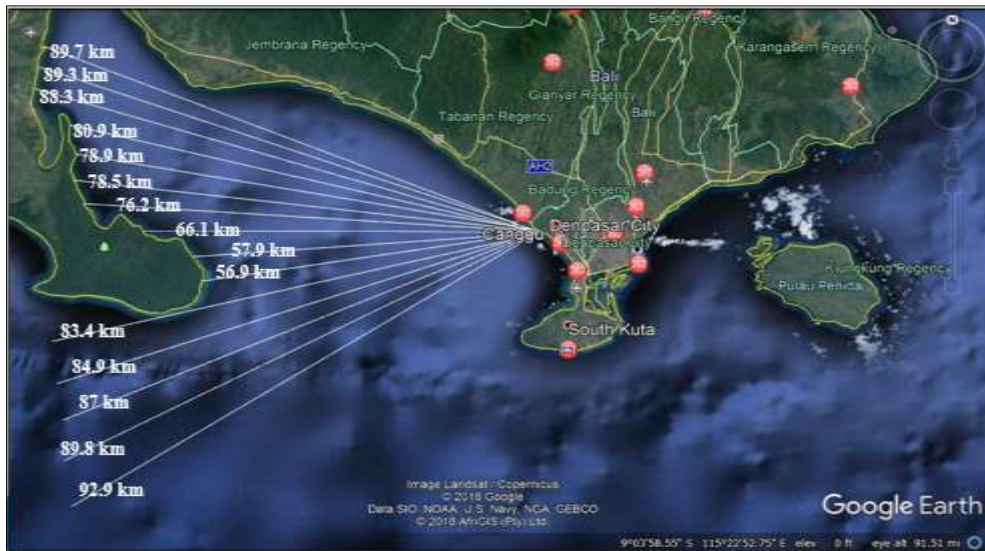 Bangli Regency
Jembrana Regency
Karangasem Regency
89.7 km
89.3 km
88.3 km
Bali
Gianyar Regency
Tabanan Regency
Bali
80.9 km
78.9 km
78.5 km
Badung Regency
76.2 km
66.1 km
Canggu
Denpasar City
Denpasar City
57.9 km
56.9 km
Klungkung Regency
Pulau Penida
83.4 km
South Kuta
84.9 km
87 km
89.8 km
92.9 km
Image Landsat / Copernicus
© 2018 Google
Data SIO, NOAA, U.S. Navy, NGA, GEBCO
© 2018 AfriGIS (Pty) Ltd.
Google Earth
9°03'58.55" S 115°22'52.75" E elev 0 ft eye alt 91.51 mi